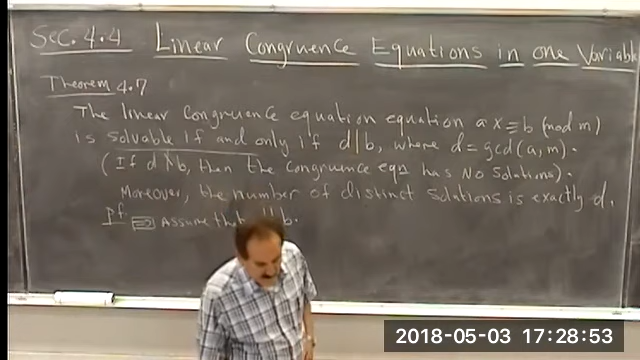 Sec. 4.4 Linear Congruence Equations in one Variable
Theorem 4.7
The linear congruence equation equation ax ≡ b (mod m)
is solvable if and only if d|b, where d = gcd(a, m).
(If d∤b, then the congruence eqn has No Solutions).
Moreover, the number of distinct solutions is exactly d.
Pf. Assume that b.
2018-05-03 17:28:53